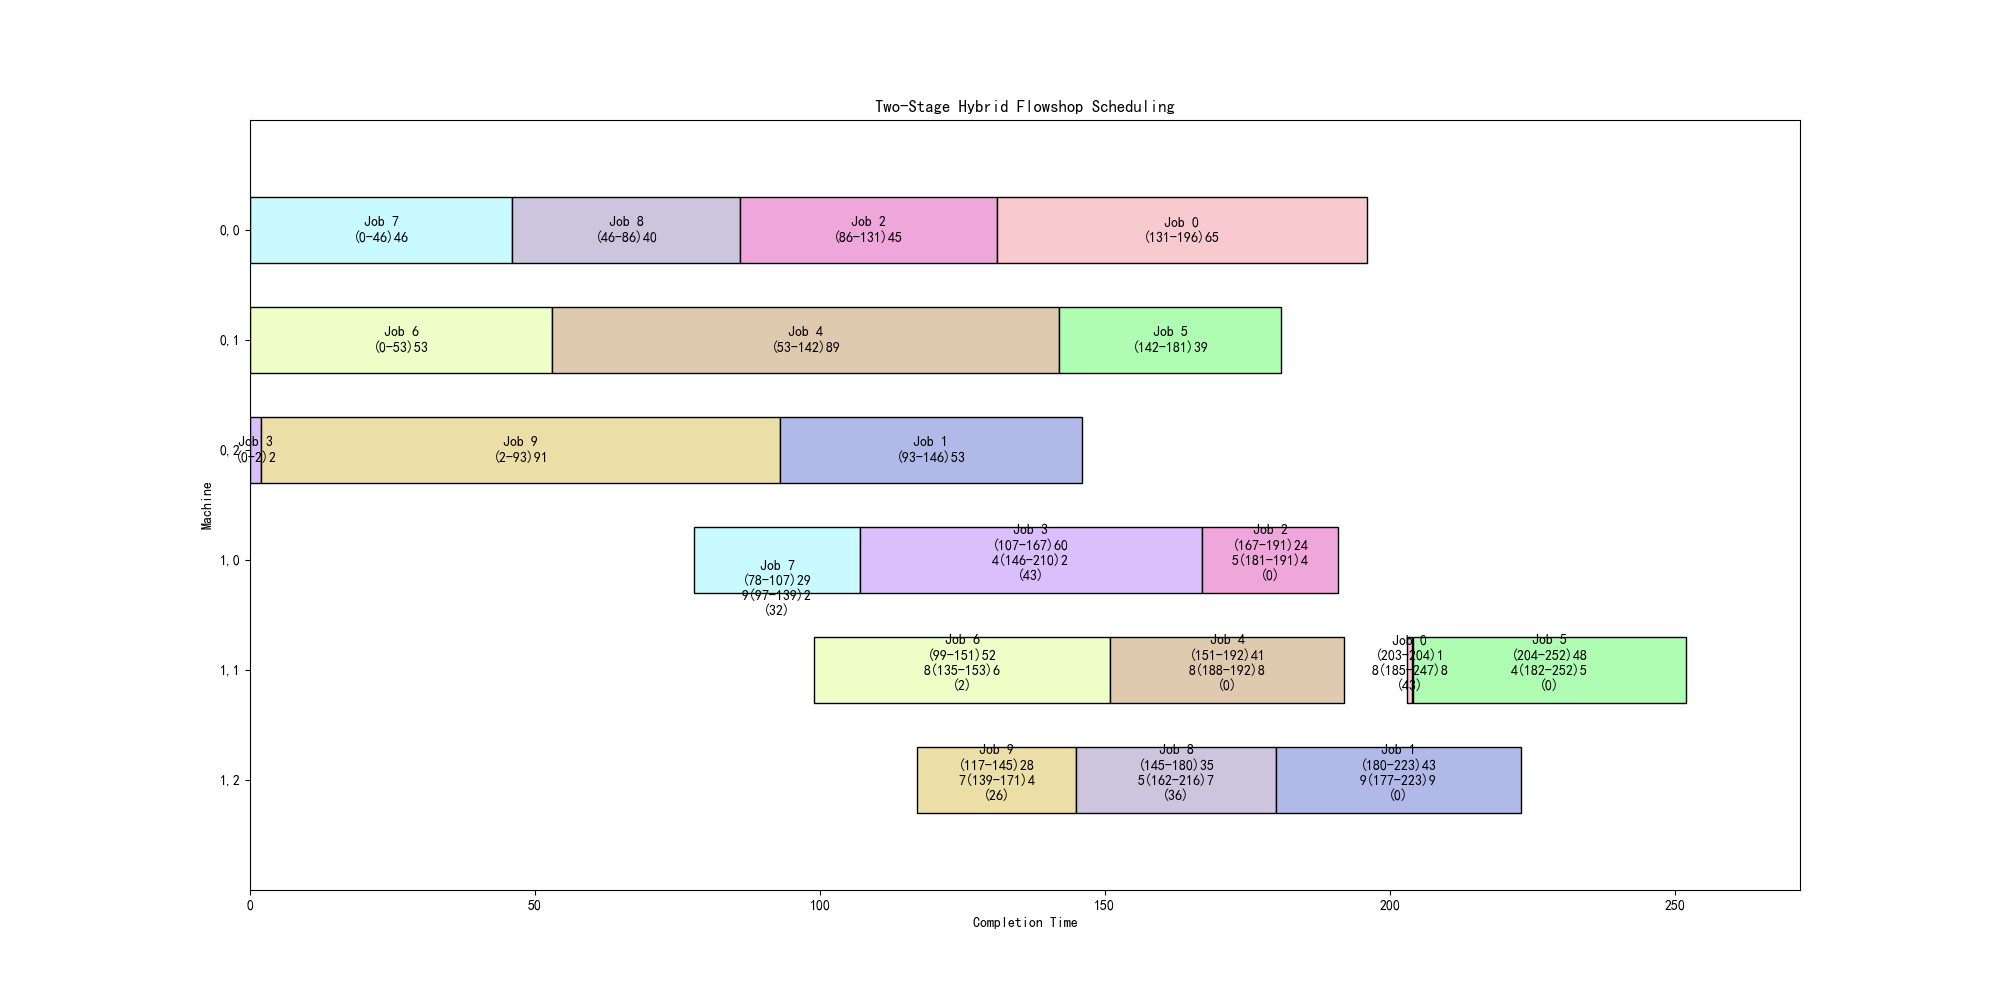 Two-Stage Hybrid Flowshop Scheduling
Machine
0,0
Job 7
(0-46)46
Job 8
(46-86)40
Job 2
(86-131)45
Job 0
(131-196)65
0,1
Job 6
(0-53)53
Job 4
(53-142)89
Job 5
(142-181)39
0,2
Job 3
(0-2)2
Job 9
(2-93)91
Job 1
(93-146)53
1,0
Job 7
(78-107)29
9(97-139)2
(32)
Job 3
(107-167)60
4(146-210)2
(43)
Job 2
(167-191)24
5(181-191)4
(0)
1,1
Job 6
(99-151)52
8(135-153)6
(2)
Job 4
(151-192)41
8(188-192)8
(0)
Job 0
(203-204)1
8(185-247)8
(43)
Job 5
(204-252)48
4(182-252)5
(0)
1,2
Job 9
(117-145)28
7(139-171)4
(26)
Job 8
(145-180)35
5(162-216)7
(36)
Job 1
(180-223)43
9(177-223)9
(0)
0
50
100
150
200
250
Completion Time